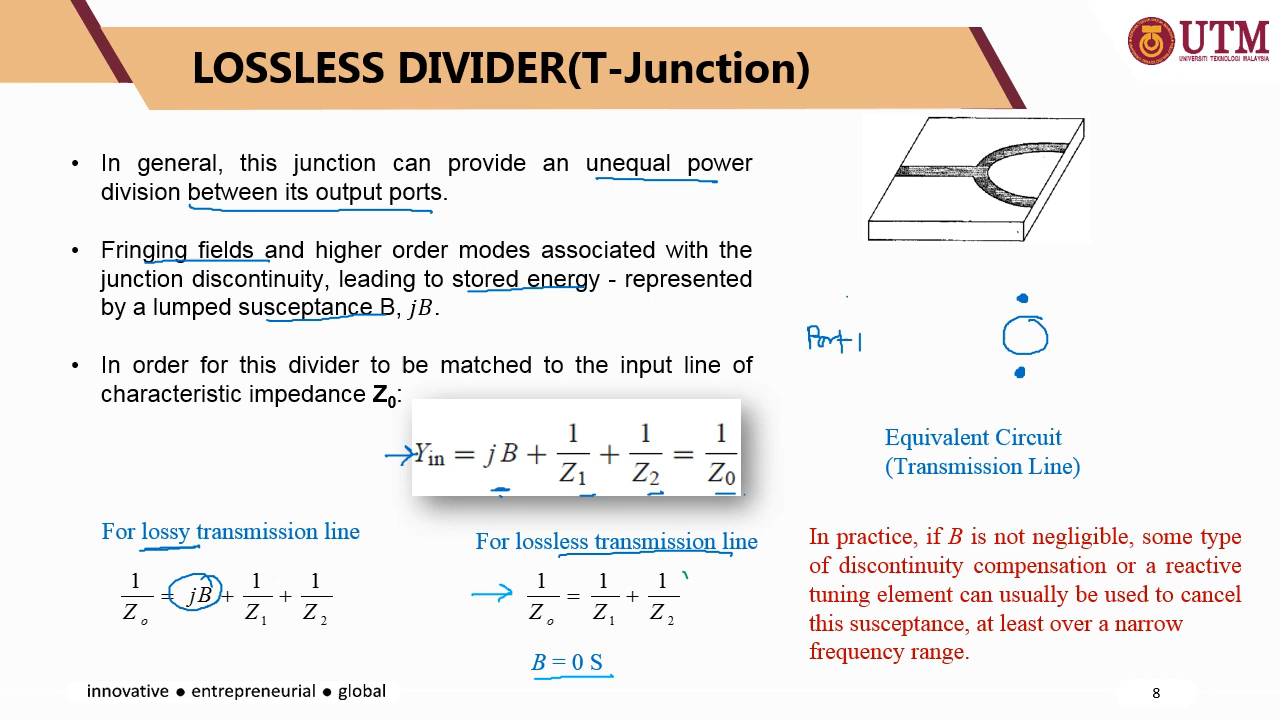 LOSSLESS DIVIDER(T-Junction)
UTM
UNIVERSITI TEKNOLOGI MALAYSIA
• In general, this junction can provide an unequal power
division between its output ports.
• Fringing fields and higher order modes associated with the
junction discontinuity, leading to stored energy - represented
by a lumped susceptance B, jB.
• In order for this divider to be matched to the input line of
characteristic impedance Z₀:
→ Y_in = jB + 1/Z₁ + 1/Z₂ = 1/Z₀
For lossy transmission line
1/Z_o = jB + 1/Z₁ + 1/Z₂
For lossless transmission line
→ 1/Z_o = 1/Z₁ + 1/Z₂
B = 0 S
Port 1
Equivalent Circuit
(Transmission Line)
In practice, if B is not negligible, some type
of discontinuity compensation or a reactive
tuning element can usually be used to cancel
this susceptance, at least over a narrow
frequency range.
innovative ● entrepreneurial ● global
8